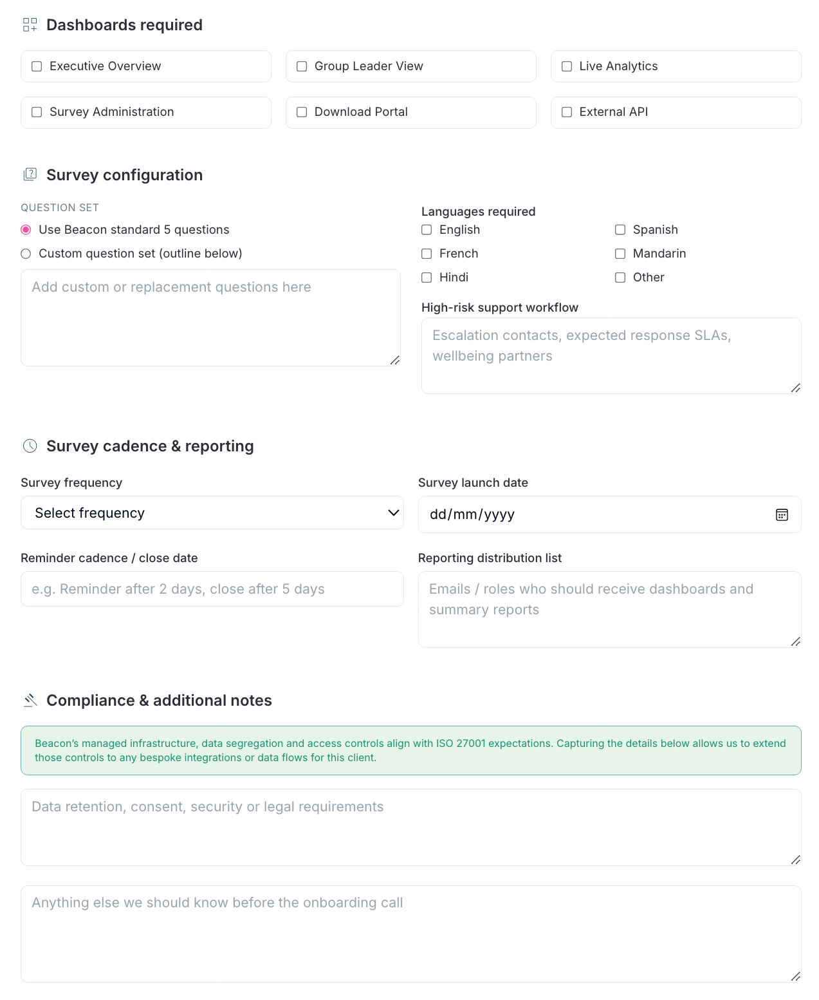 Dashboards required
Executive Overview
Group Leader View
Live Analytics
Survey Administration
Download Portal
External API
Survey configuration
QUESTION SET
Use Beacon standard 5 questions
Custom question set (outline below)
Add custom or replacement questions here
Languages required
English
Spanish
French
Mandarin
Hindi
Other
High-risk support workflow
Escalation contacts, expected response SLAs,
wellbeing partners
Survey cadence & reporting
Survey frequency
Select frequency
Survey launch date
dd/mm/yyyy
Reminder cadence / close date
e.g. Reminder after 2 days, close after 5 days
Reporting distribution list
Emails / roles who should receive dashboards and
summary reports
Compliance & additional notes
Beacon’s managed infrastructure, data segregation and access controls align with ISO 27001 expectations. Capturing the details below allows us to extend
those controls to any bespoke integrations or data flows for this client.
Data retention, consent, security or legal requirements
Anything else we should know before the onboarding call